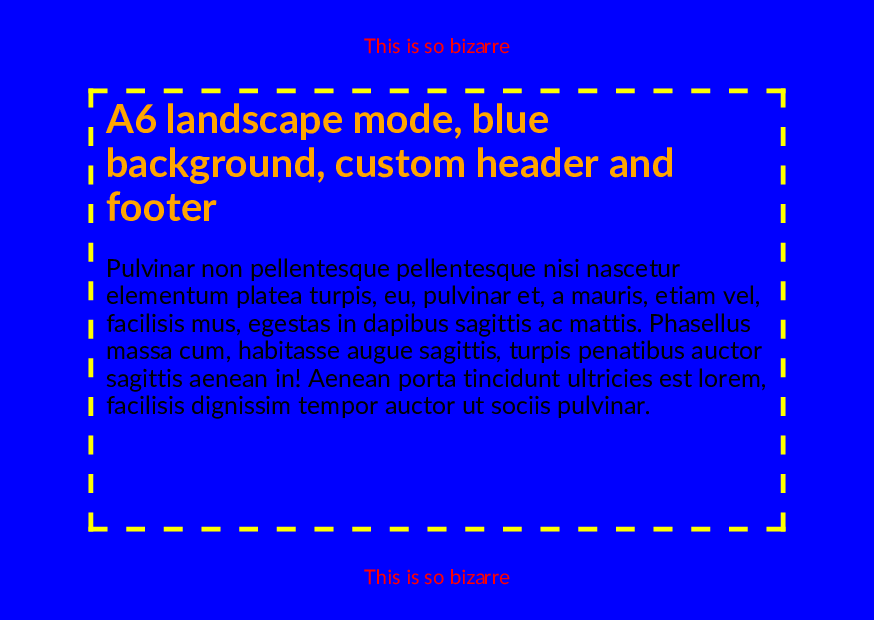 This is so bizarre
A6 landscape mode, blue
background, custom header and
footer
Pulvinar non pellentesque pellentesque nisi nascetur
elementum platea turpis, eu, pulvinar et, a mauris, etiam vel,
facilisis mus, egestas in dapibus sagittis ac mattis. Phasellus
massa cum, habitasse augue sagittis, turpis penatibus auctor
sagittis aenean in! Aenean porta tincidunt ultricies est lorem,
facilisis dignissim tempor auctor ut sociis pulvinar.
This is so bizarre